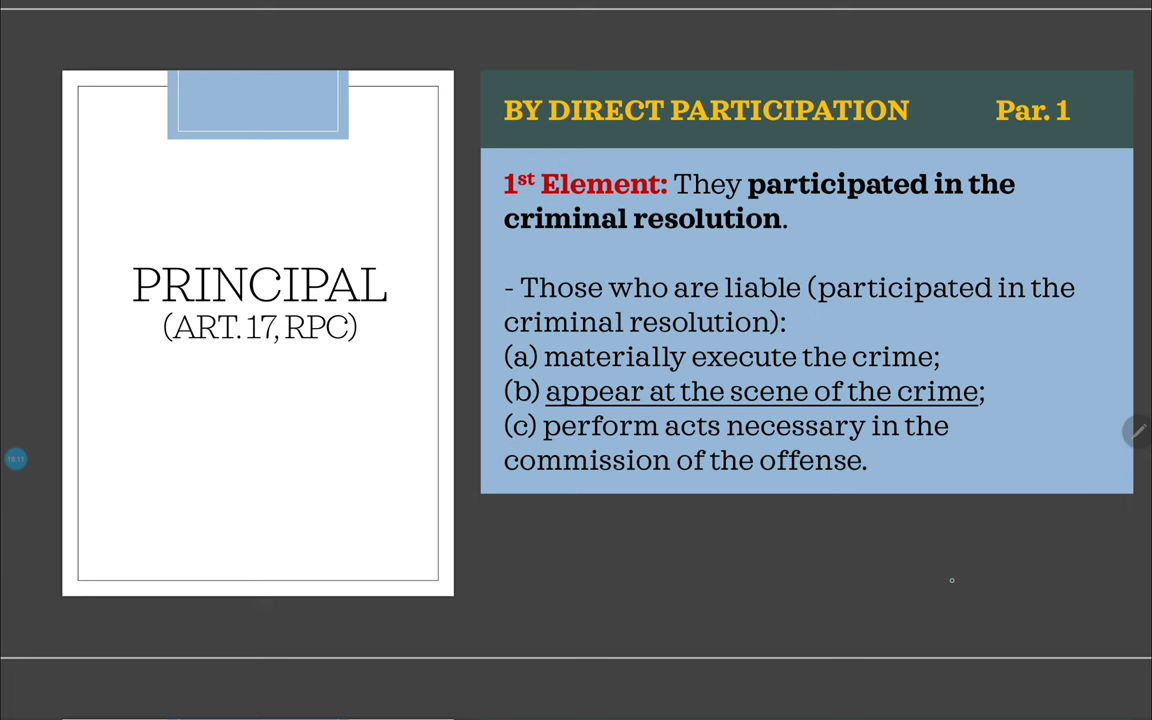 PRINCIPAL
(ART. 17, RPC)
BY DIRECT PARTICIPATION Par. 1
1st Element: They participated in the
criminal resolution.
- Those who are liable (participated in the
criminal resolution):
(a) materially execute the crime;
(b) appear at the scene of the crime;
(c) perform acts necessary in the
commission of the offense.